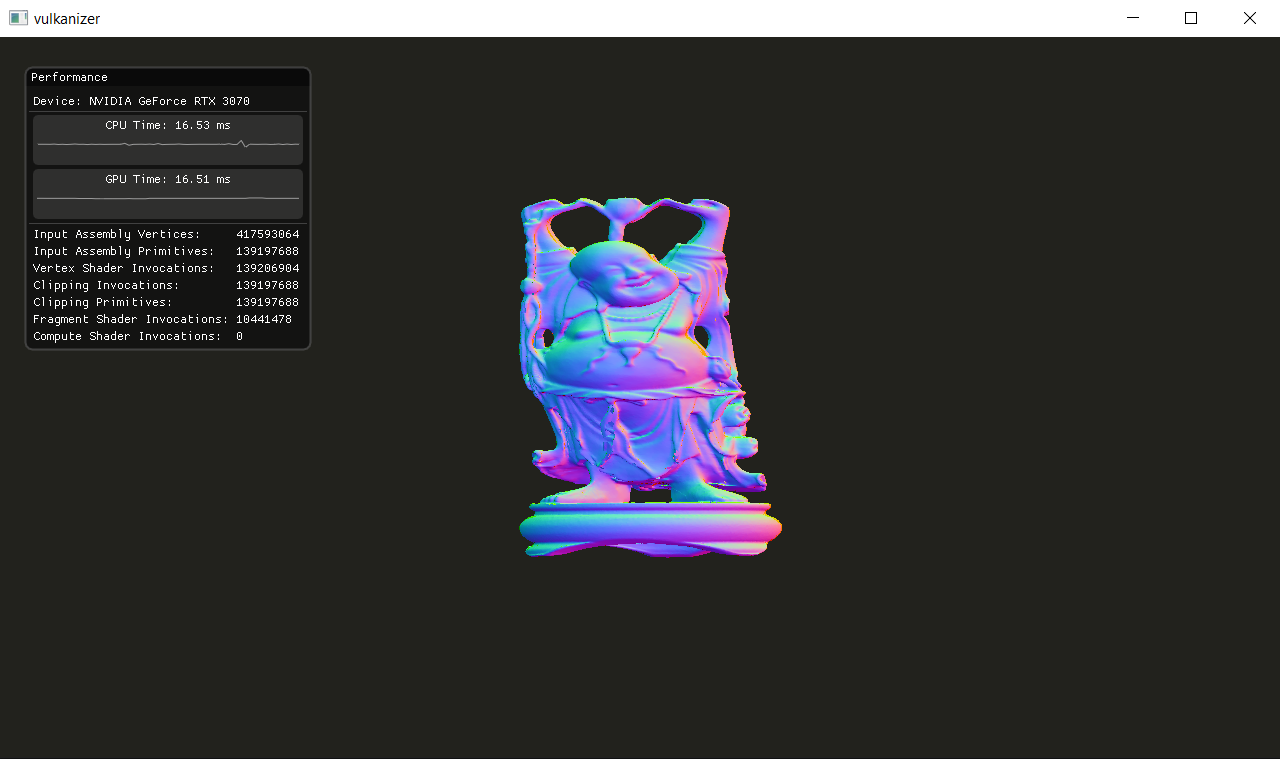 vulkanizer
Performance
Device: NVIDIA GeForce RTX 3070
CPU Time: 16.53 ms
GPU Time: 16.51 ms
Input Assembly Vertices: 417593064
Input Assembly Primitives: 139197688
Vertex Shader Invocations: 139206904
Clipping Invocations: 139197688
Clipping Primitives: 139197688
Fragment Shader Invocations: 10441478
Compute Shader Invocations: 0